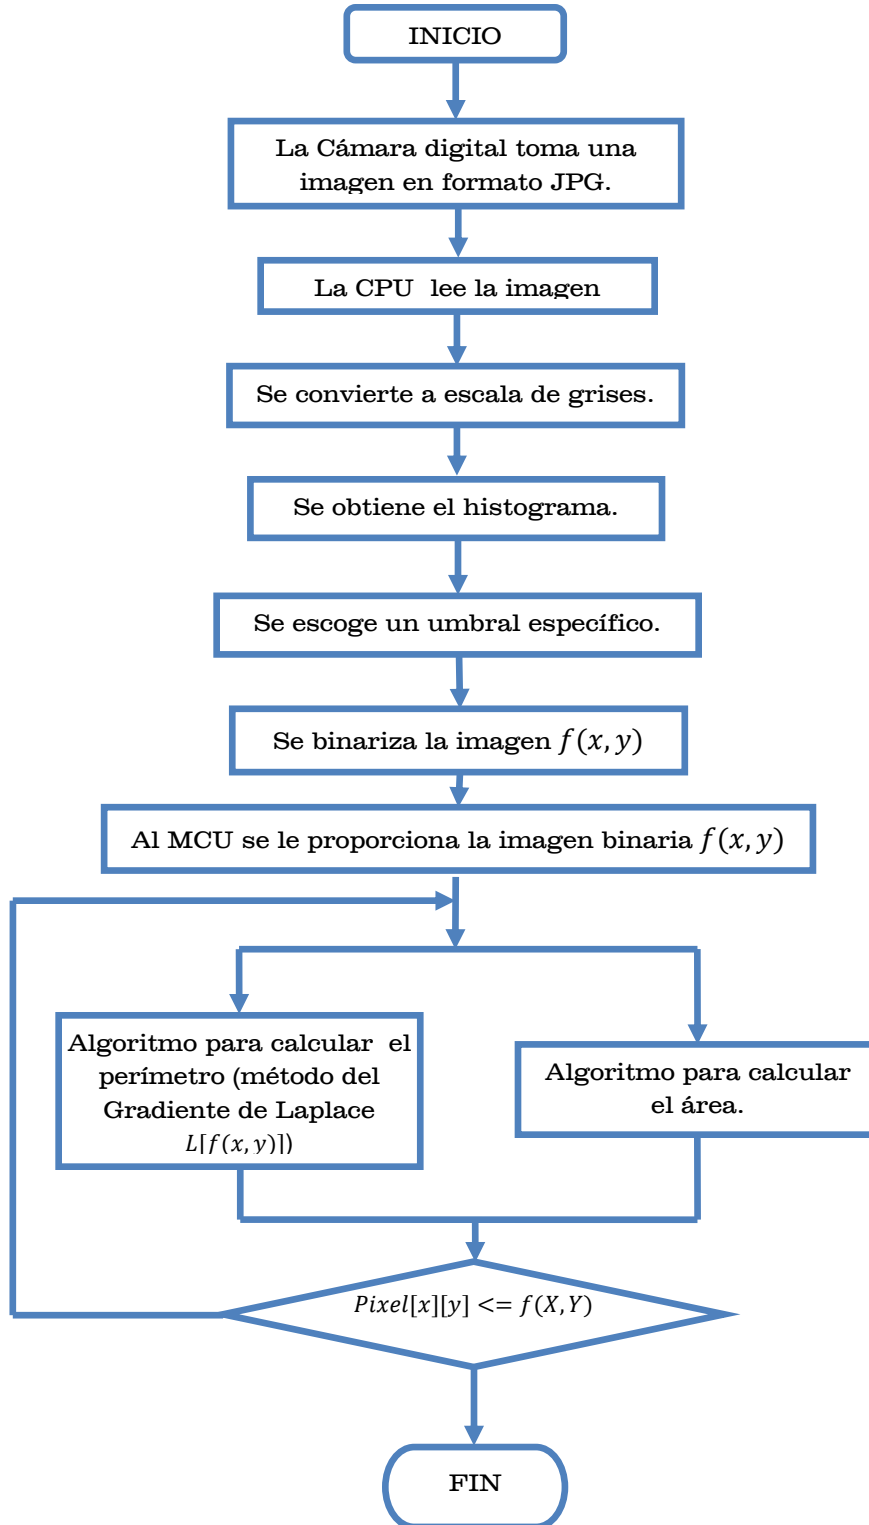 INICIO
La Cámara digital toma una
imagen en formato JPG.
La CPU lee la imagen
Se convierte a escala de grises.
Se obtiene el histograma.
Se escoge un umbral específico.
Se binariza la imagen f(x, y)
Al MCU se le proporciona la imagen binaria f(x, y)
Algoritmo para calcular el
perímetro (método del
Gradiente de Laplace
L[f(x, y)])
Algoritmo para calcular
el área.
Pixel[x][y] <= f(X, Y)
FIN